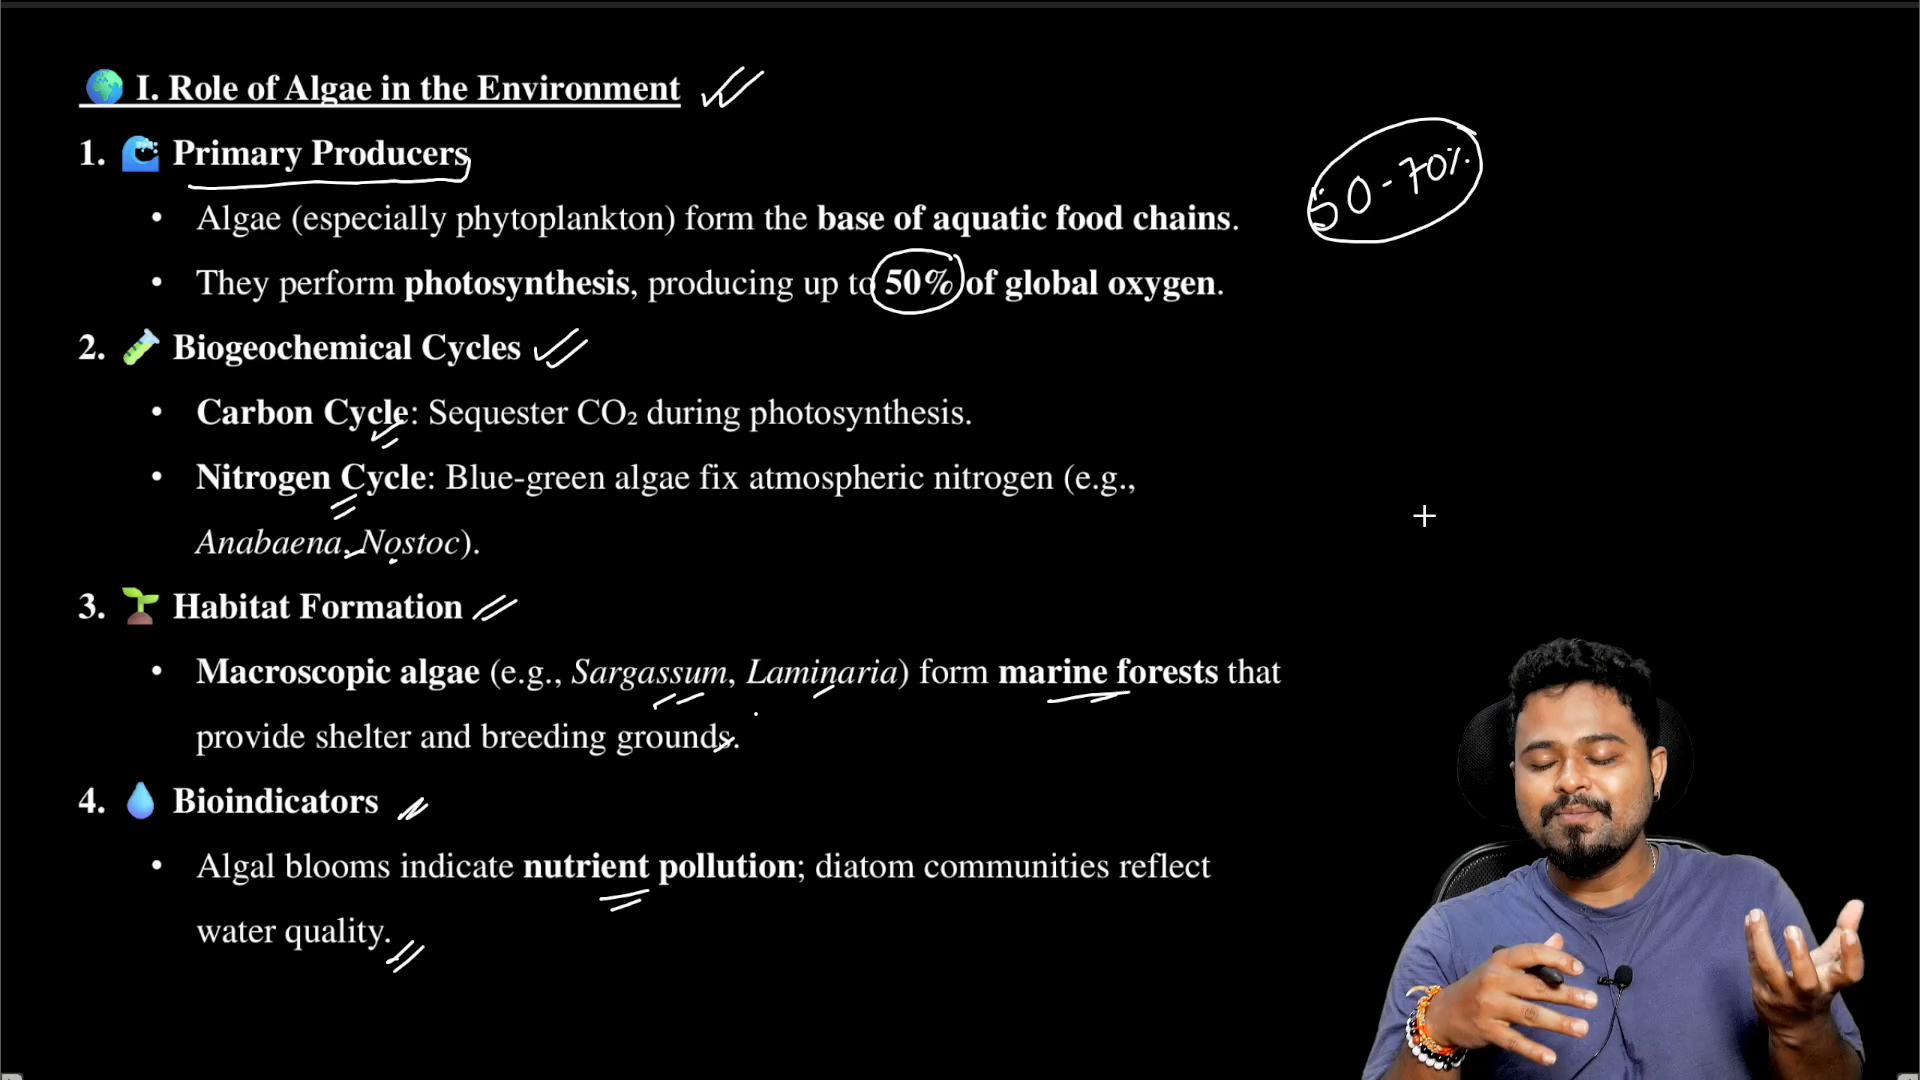 I. Role of Algae in the Environment
1. Primary Producers
50-70%
• Algae (especially phytoplankton) form the base of aquatic food chains.
• They perform photosynthesis, producing up to 50% of global oxygen.
2. Biogeochemical Cycles
• Carbon Cycle: Sequester CO₂ during photosynthesis.
• Nitrogen Cycle: Blue-green algae fix atmospheric nitrogen (e.g.,
Anabaena, Nostoc).
3. Habitat Formation
• Macroscopic algae (e.g., Sargassum, Laminaria) form marine forests that
provide shelter and breeding grounds.
4. Bioindicators
• Algal blooms indicate nutrient pollution; diatom communities reflect
water quality.